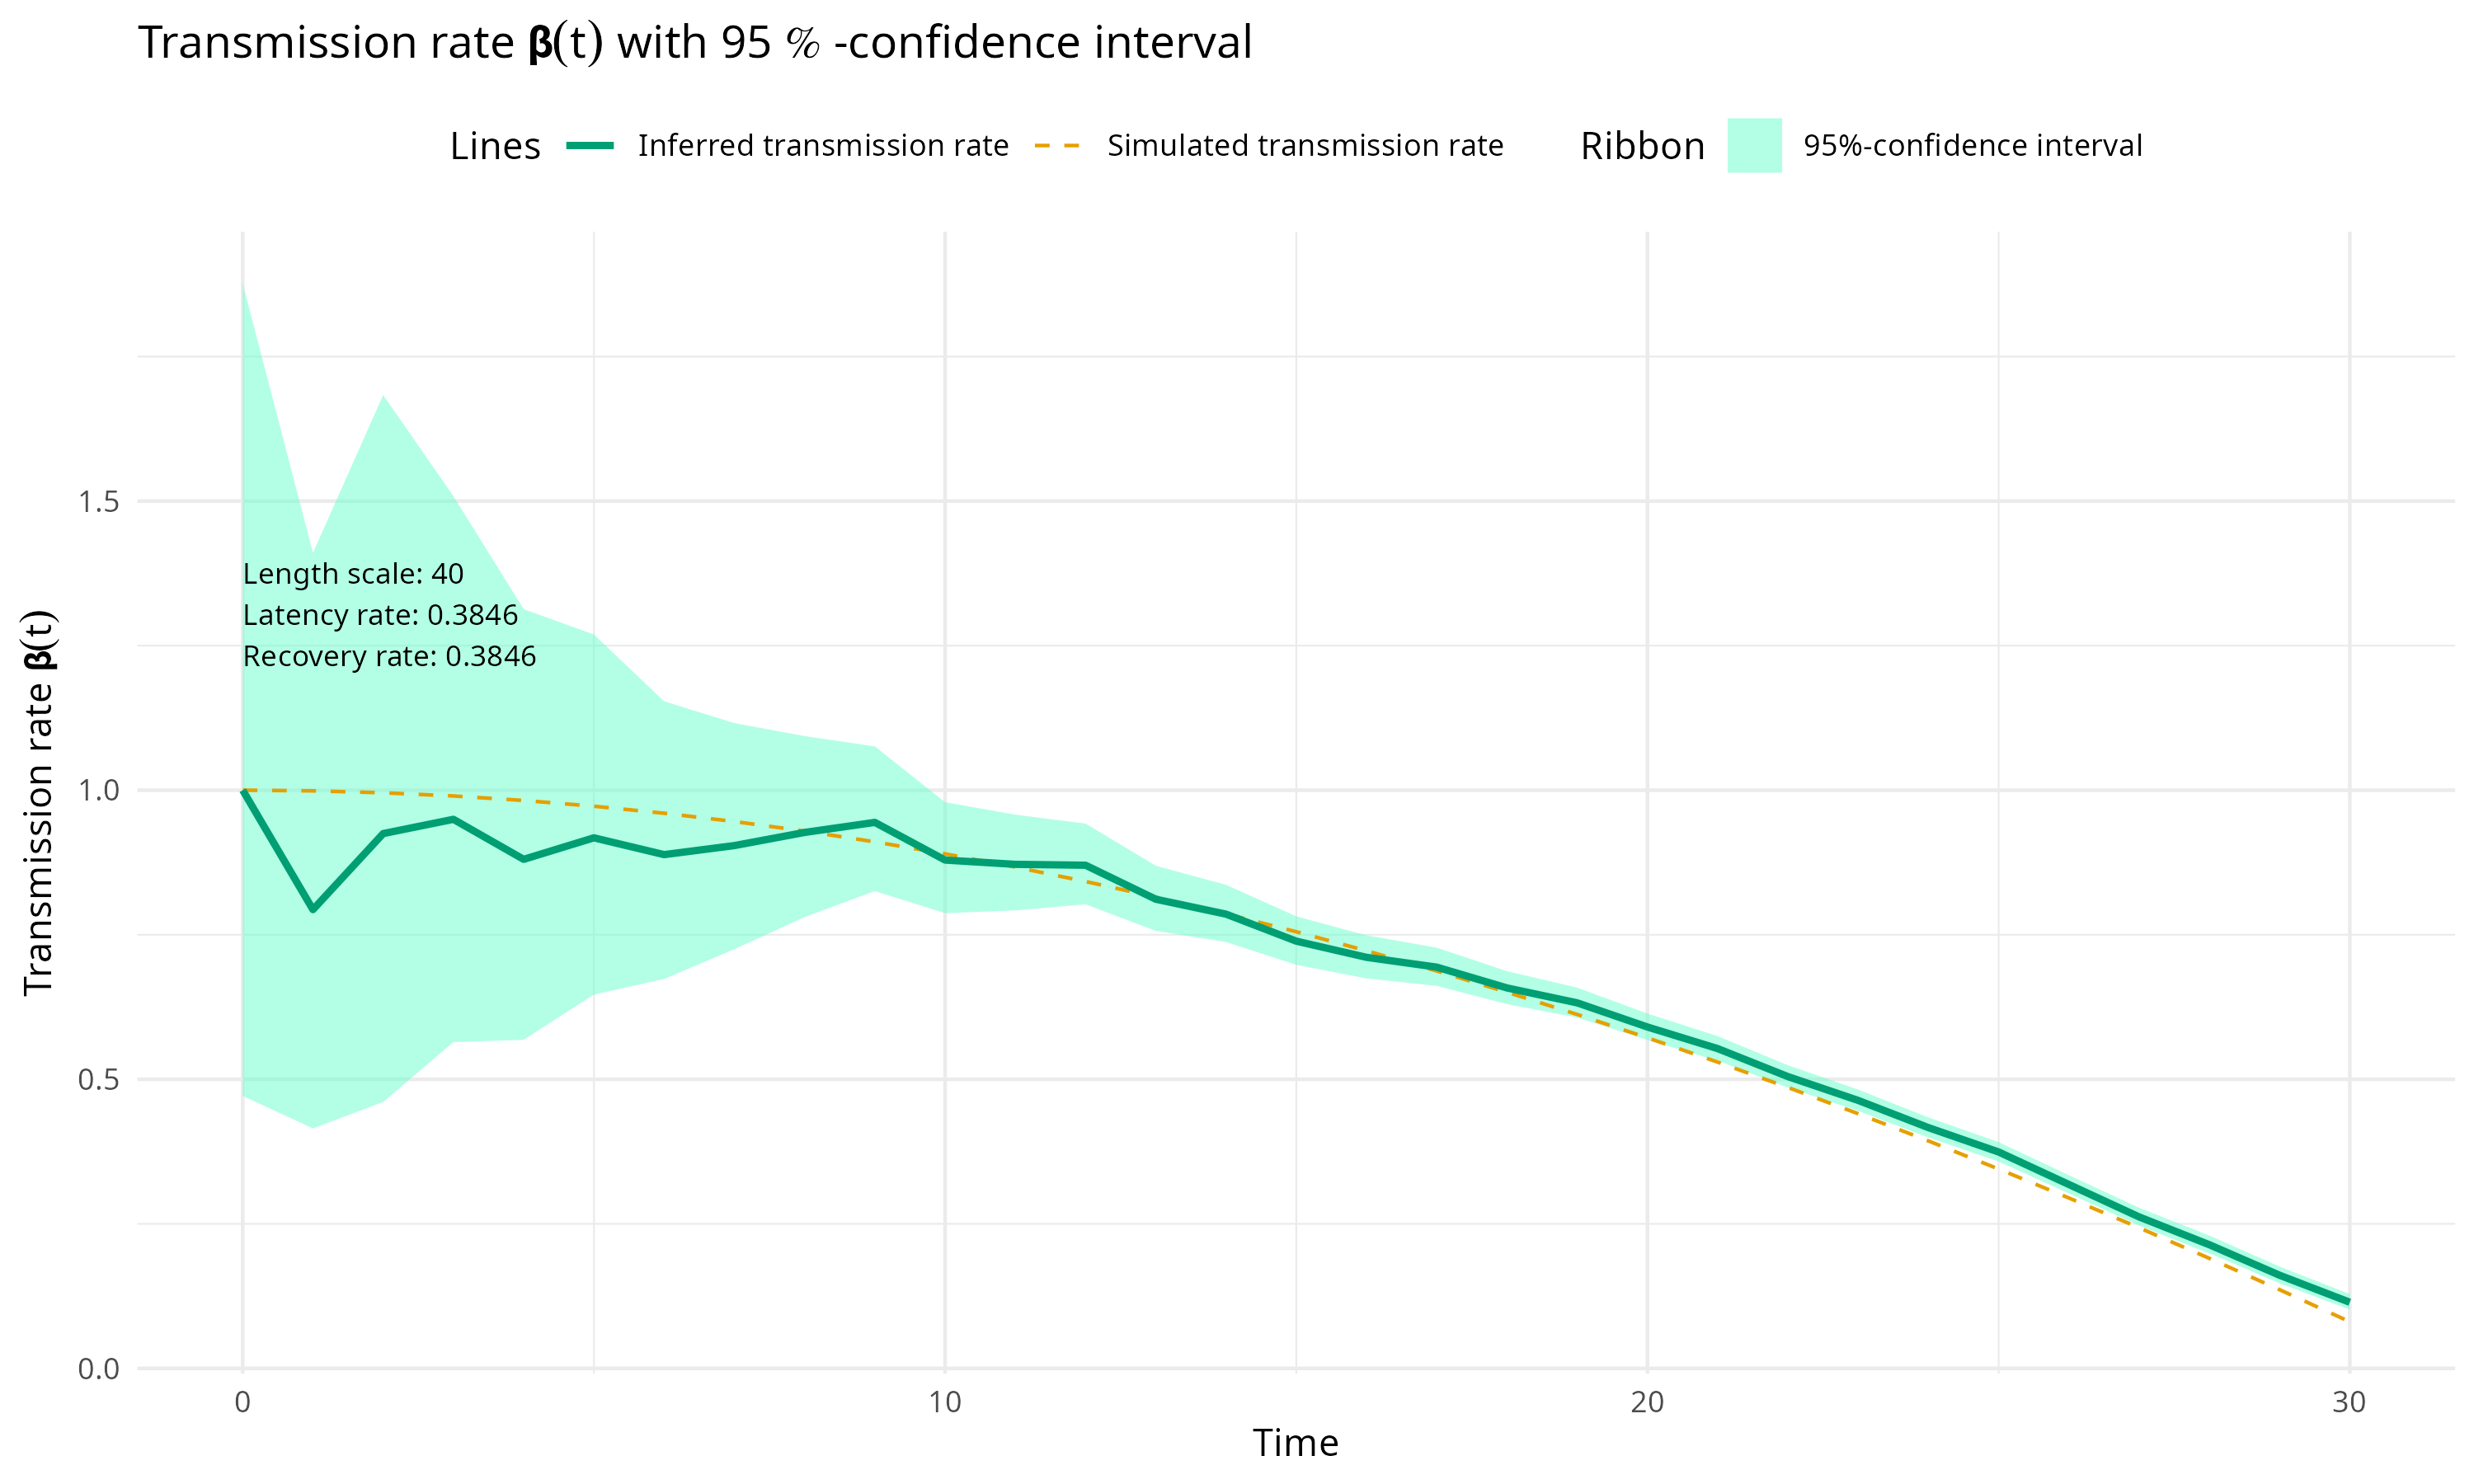 Transmission rate β(t) with 95 % -confidence interval
Lines Inferred transmission rate Simulated transmission rate Ribbon 95%-confidence interval
Transmission rate β(t)
1.5
1.0
0.5
0.0
Length scale: 40
Latency rate: 0.3846
Recovery rate: 0.3846
0 10 20 30
Time